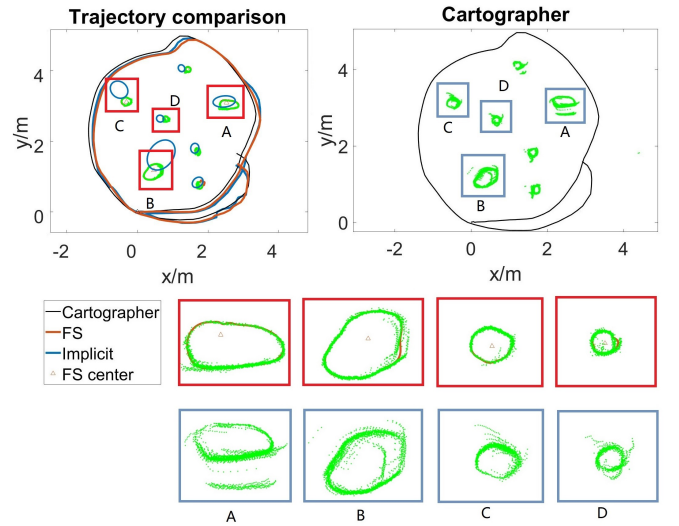 Trajectory comparison
y/m
4
2
0
-2
0
2
4
x/m
C
D
A
B
Cartographer
y/m
4
2
0
-2
0
2
4
x/m
D
C
A
B
Cartographer
FS
Implicit
FS center
A
B
C
D